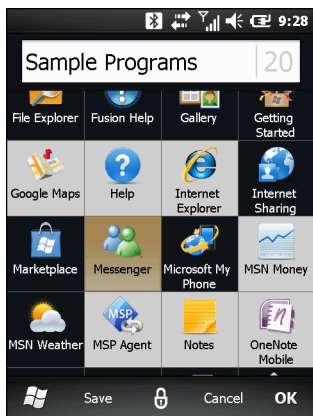 9:28
Sample Programs 20
File Explorer Fusion Help Gallery Getting
Started
Google Maps Help Internet Internet
Explorer Sharing
Marketplace Messenger Microsoft My MSN Money
Phone
MSP
MSN Weather MSP Agent Notes OneNote
Mobile
Save Cancel OK